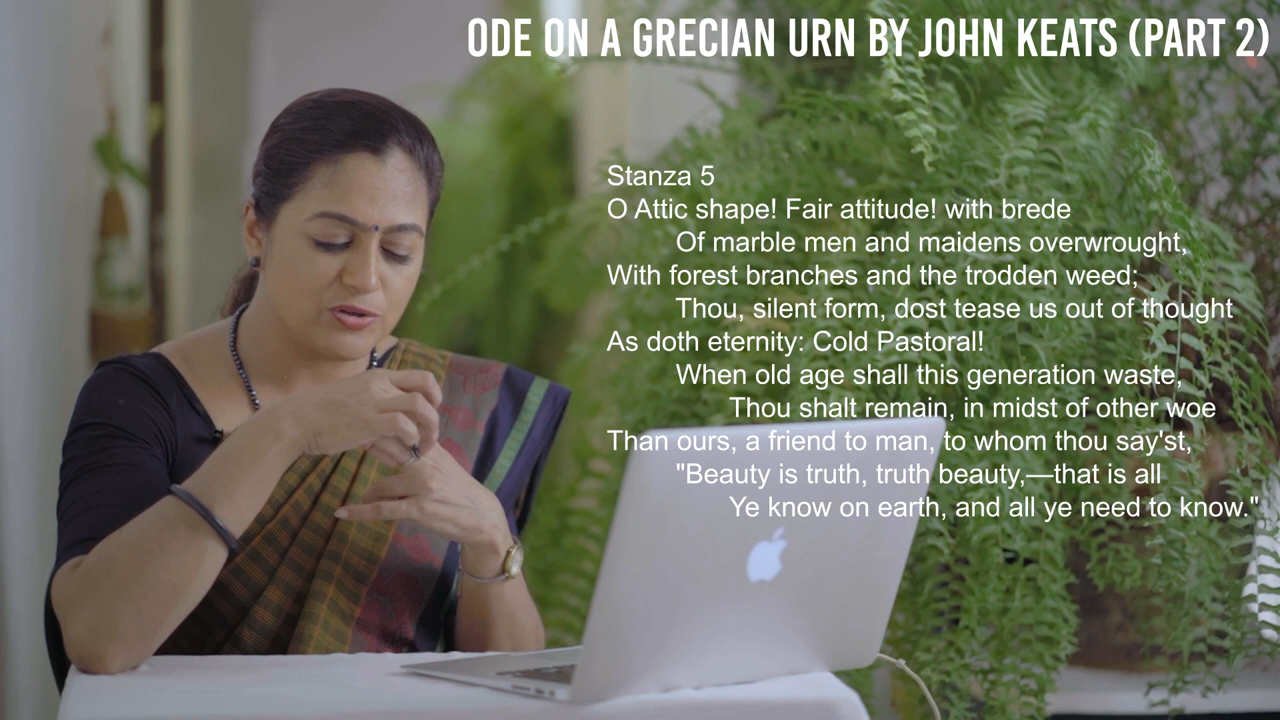 ODE ON A GRECIAN URN BY JOHN KEATS (PART 2)
Stanza 5
O Attic shape! Fair attitude! with brede
Of marble men and maidens overwrought,
With forest branches and the trodden weed;
Thou, silent form, dost tease us out of thought
As doth eternity: Cold Pastoral!
When old age shall this generation waste,
Thou shalt remain, in midst of other woe
Than ours, a friend to man, to whom thou say'st,
"Beauty is truth, truth beauty,—that is all
Ye know on earth, and all ye need to know."